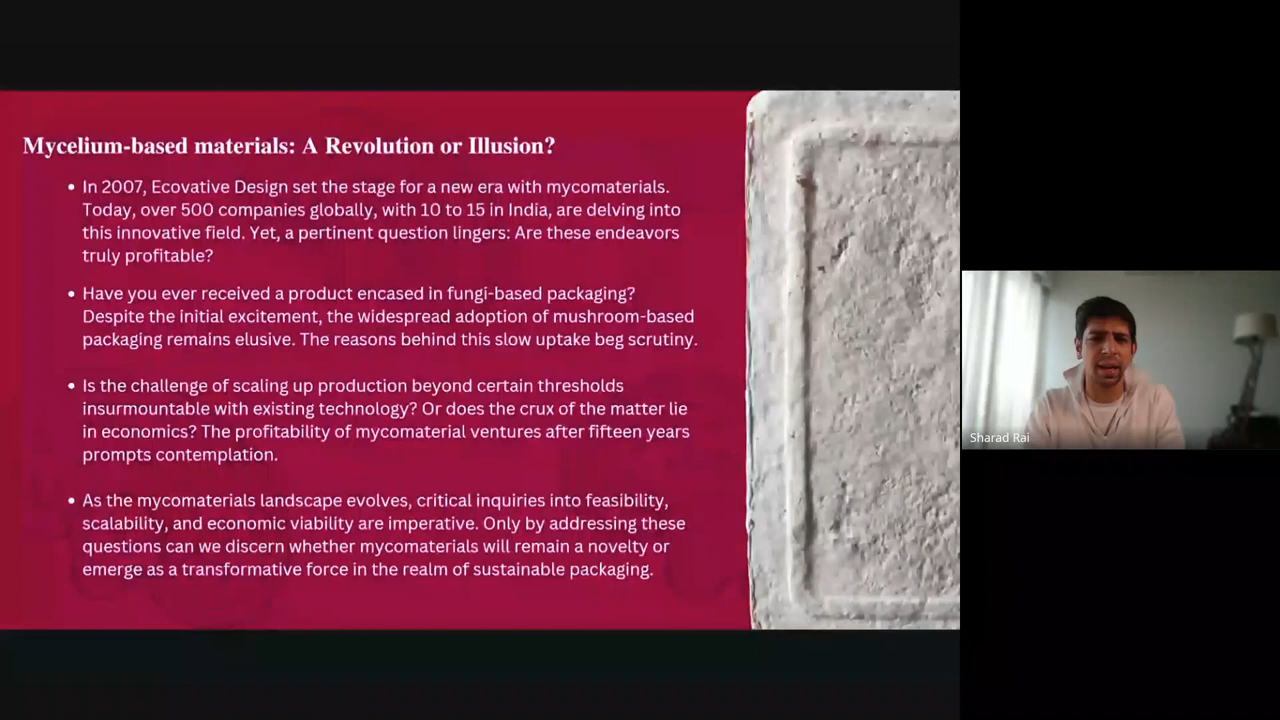 Mycelium-based materials: A Revolution or Illusion?
• In 2007, Ecovative Design set the stage for a new era with mycomaterials.
Today, over 500 companies globally, with 10 to 15 in India, are delving into
this innovative field. Yet, a pertinent question lingers: Are these endeavors
truly profitable?
• Have you ever received a product encased in fungi-based packaging?
Despite the initial excitement, the widespread adoption of mushroom-based
packaging remains elusive. The reasons behind this slow uptake beg scrutiny.
• Is the challenge of scaling up production beyond certain thresholds
insurmountable with existing technology? Or does the crux of the matter lie
in economics? The profitability of mycomaterial ventures after fifteen years
prompts contemplation.
• As the mycomaterials landscape evolves, critical inquiries into feasibility,
scalability, and economic viability are imperative. Only by addressing these
questions can we discern whether mycomaterials will remain a novelty or
emerge as a transformative force in the realm of sustainable packaging.
Sharad Rai